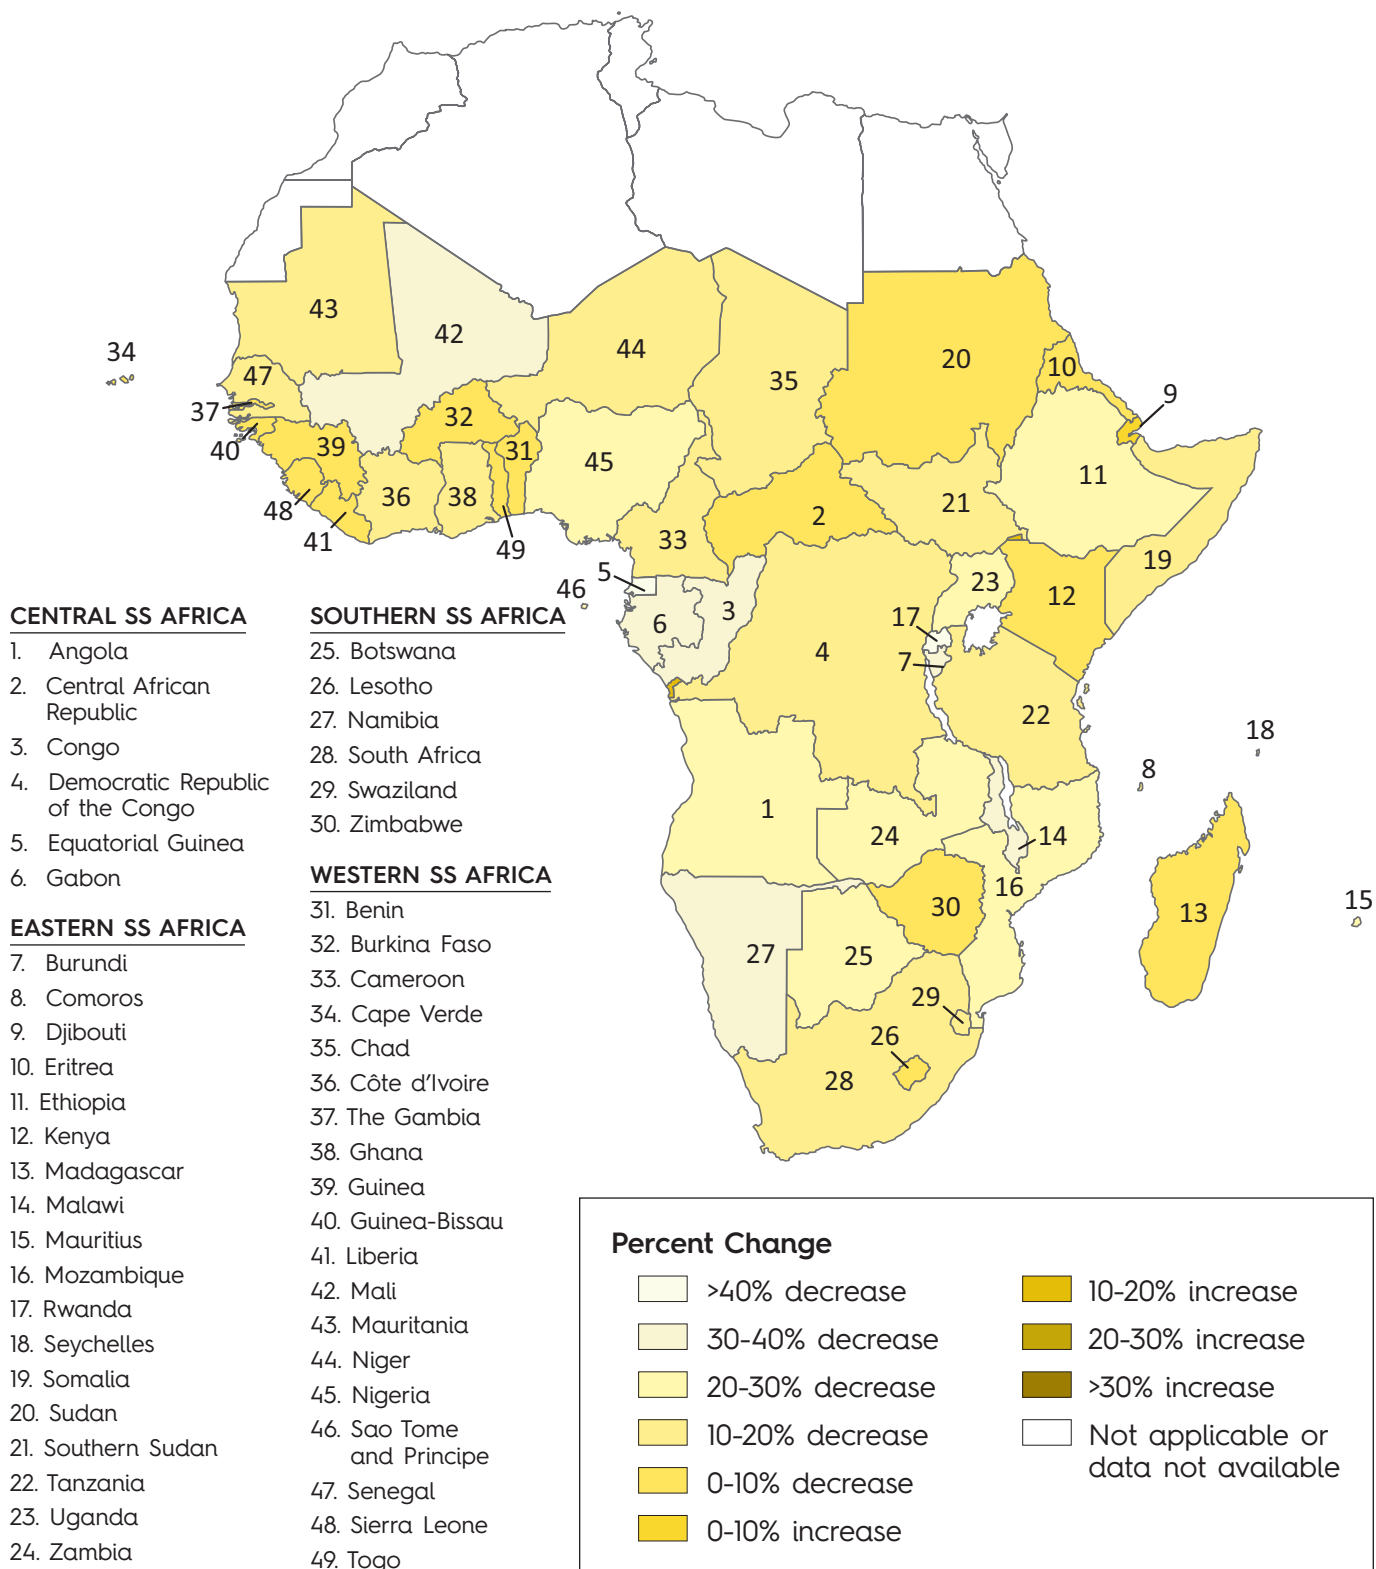 34
43
42
44
35
20
10
9
47
37
40
39
32
31
45
11
48
41
36
38
49
33
2
21
19
46
5
6
3
4
23
12
17
7
22
18
8
1
24
14
16
30
13
15
27
25
29
26
28
CENTRAL SS AFRICA
1. Angola
2. Central African
Republic
3. Congo
4. Democratic Republic
of the Congo
5. Equatorial Guinea
6. Gabon
EASTERN SS AFRICA
7. Burundi
8. Comoros
9. Djibouti
10. Eritrea
11. Ethiopia
12. Kenya
13. Madagascar
14. Malawi
15. Mauritius
16. Mozambique
17. Rwanda
18. Seychelles
19. Somalia
20. Sudan
21. Southern Sudan
22. Tanzania
23. Uganda
24. Zambia
SOUTHERN SS AFRICA
25. Botswana
26. Lesotho
27. Namibia
28. South Africa
29. Swaziland
30. Zimbabwe
WESTERN SS AFRICA
31. Benin
32. Burkina Faso
33. Cameroon
34. Cape Verde
35. Chad
36. Côte d'Ivoire
37. The Gambia
38. Ghana
39. Guinea
40. Guinea-Bissau
41. Liberia
42. Mali
43. Mauritania
44. Niger
45. Nigeria
46. Sao Tome
and Principe
47. Senegal
48. Sierra Leone
49. Togo
Percent Change
>40% decrease
30-40% decrease
20-30% decrease
10-20% decrease
0-10% decrease
0-10% increase
10-20% increase
20-30% increase
>30% increase
Not applicable or
data not available